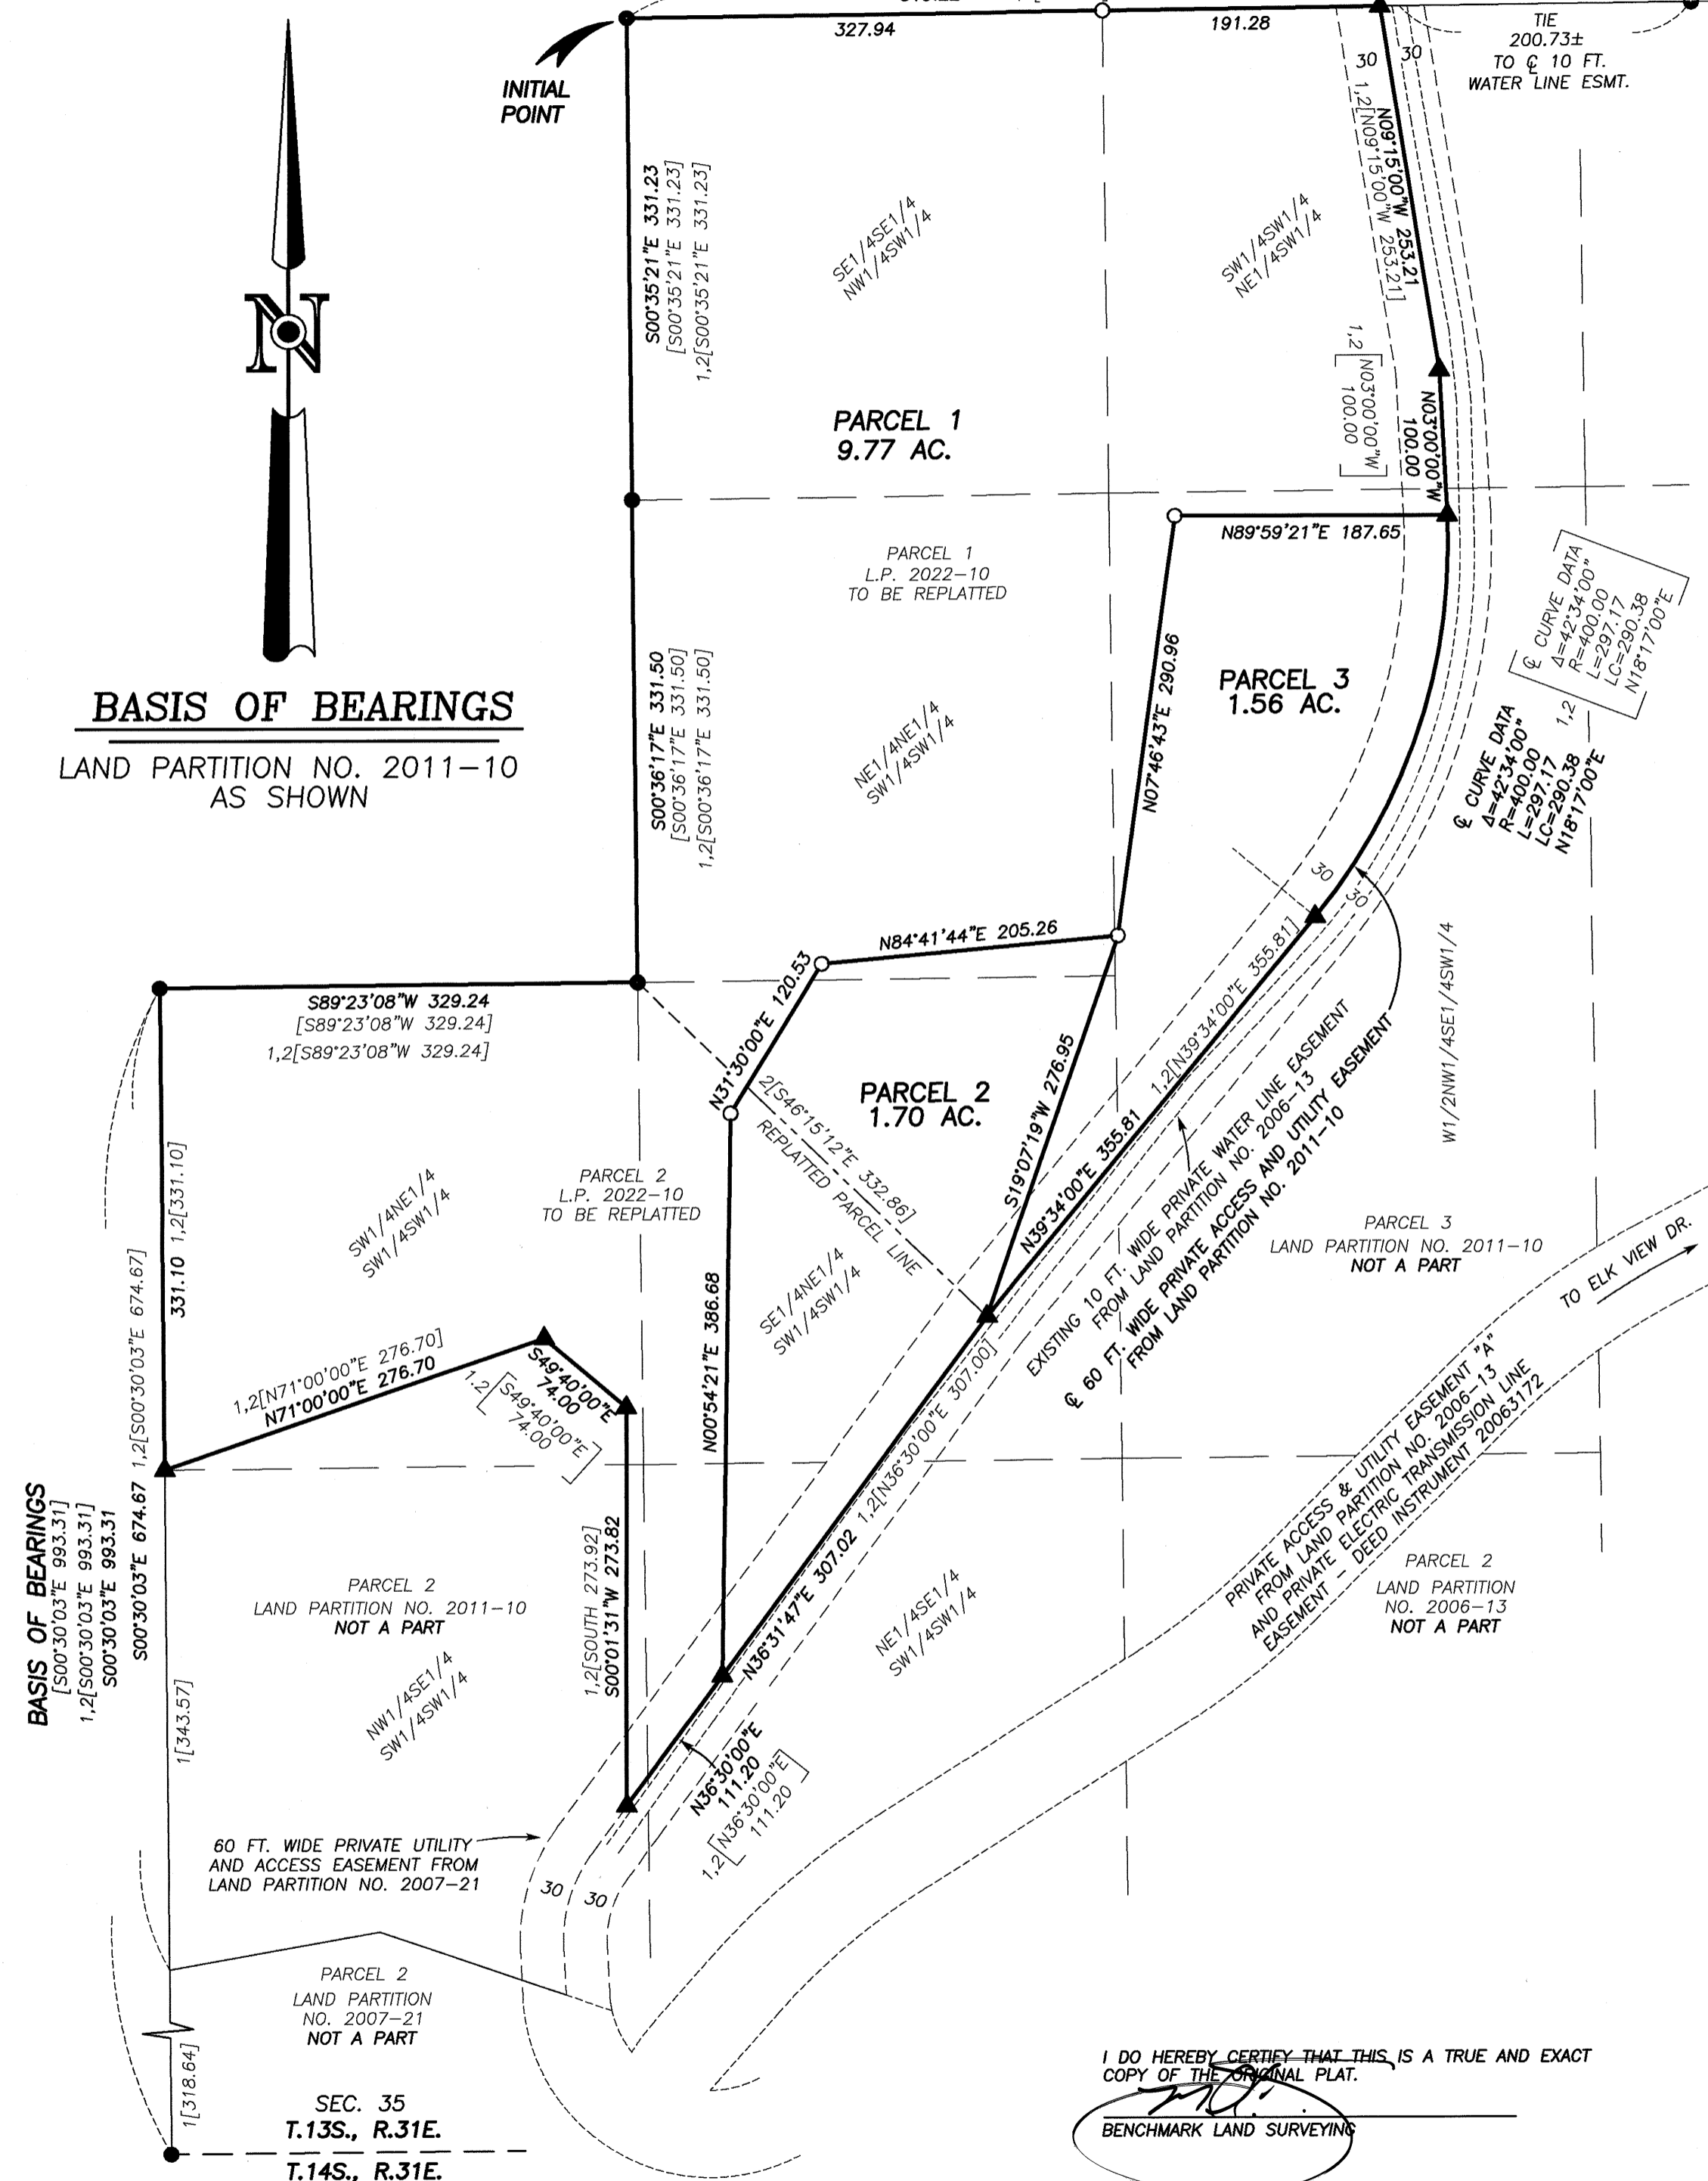 327.94
191.28
INITIAL
POINT
TIE
200.73±
TO ℄ 10 FT.
WATER LINE ESMT.
30
30
N09°15'00"W 253.21
1,2[N09°15'00"W 253.21]
S00°35'21"E 331.23
[S00°35'21"E 331.23]
1,2[S00°35'21"E 331.23]
SE1/4SE1/4
NW1/4SW1/4
SW1/4SW1/4
NE1/4SW1/4
N
PARCEL 1
9.77 AC.
N03°00'00"W
100.00
1,2[N03°00'00"W
100.00]
N89°59'21"E 187.65
PARCEL 1
L.P. 2022-10
TO BE REPLATTED
℄ CURVE DATA
Δ=42°34'00"
R=400.00
L=297.17
LC=290.38
N18°17'00"E
1,2
℄ CURVE DATA
Δ=42°34'00"
R=400.00
L=297.17
LC=290.38
N18°17'00"E
BASIS OF BEARINGS
LAND PARTITION NO. 2011-10
AS SHOWN
S00°36'17"E 331.50
[S00°36'17"E 331.50]
1,2[S00°36'17"E 331.50]
NE1/4NE1/4
SW1/4SW1/4
N07°46'43"E 290.96
PARCEL 3
1.56 AC.
30
30
N84°41'44"E 205.26
N31°30'00"E 120.53
S89°23'08"W 329.24
[S89°23'08"W 329.24]
1,2[S89°23'08"W 329.24]
PARCEL 2
1.70 AC.
2[S46°15'12"E 332.86]
REPLATTED PARCEL LINE
S19°07'19"W 276.95
N39°34'00"E 355.81
1,2[N39°34'00"E 355.81]
EXISTING 10 FT. WIDE PRIVATE WATER LINE EASEMENT
FROM LAND PARTITION NO. 2006-13
℄ 60 FT. WIDE PRIVATE ACCESS AND UTILITY EASEMENT
FROM LAND PARTITION NO. 2011-10
W1/2NW1/4SE1/4SW1/4
331.10 1,2[331.10]
SW1/4NE1/4
SW1/4SW1/4
PARCEL 2
L.P. 2022-10
TO BE REPLATTED
SE1/4NE1/4
SW1/4SW1/4
N00°54'21"E 386.68
PARCEL 3
LAND PARTITION NO. 2011-10
NOT A PART
TO ELK VIEW DR.
1,2[N71°00'00"E 276.70]
N71°00'00"E 276.70
S49°40'00"E
74.00
1.2[S49°40'00"E
74.00]
BASIS OF BEARINGS
[S00°30'03"E 993.31]
1,2[S00°30'03"E 993.31]
S00°30'03"E 993.31
S00°30'03"E 674.67 1,2[S00°30'03"E 674.67]
PRIVATE ACCESS & UTILITY EASEMENT "A"
FROM LAND PARTITION NO. 2006-13
AND PRIVATE ELECTRIC TRANSMISSION LINE
EASEMENT - DEED INSTRUMENT 20063172
PARCEL 2
LAND PARTITION NO. 2011-10
NOT A PART
1,2[SOUTH 273.92]
S00°01'31"W 273.82
N36°31'47"E 307.02 1,2[N36°30'00"E 307.00]
NE1/4SE1/4
SW1/4SW1/4
PARCEL 2
LAND PARTITION
NO. 2006-13
NOT A PART
NW1/4SE1/4
SW1/4SW1/4
1[343.57]
N36°30'00"E
111.20
1,2[N36°30'00"E
111.20]
60 FT. WIDE PRIVATE UTILITY
AND ACCESS EASEMENT FROM
LAND PARTITION NO. 2007-21
30
30
PARCEL 2
LAND PARTITION
NO. 2007-21
NOT A PART
1[318.64]
SEC. 35
T.13S., R.31E.
T.14S., R.31E.
I DO HEREBY CERTIFY THAT THIS IS A TRUE AND EXACT
COPY OF THE ORIGINAL PLAT.
BENCHMARK LAND SURVEYING